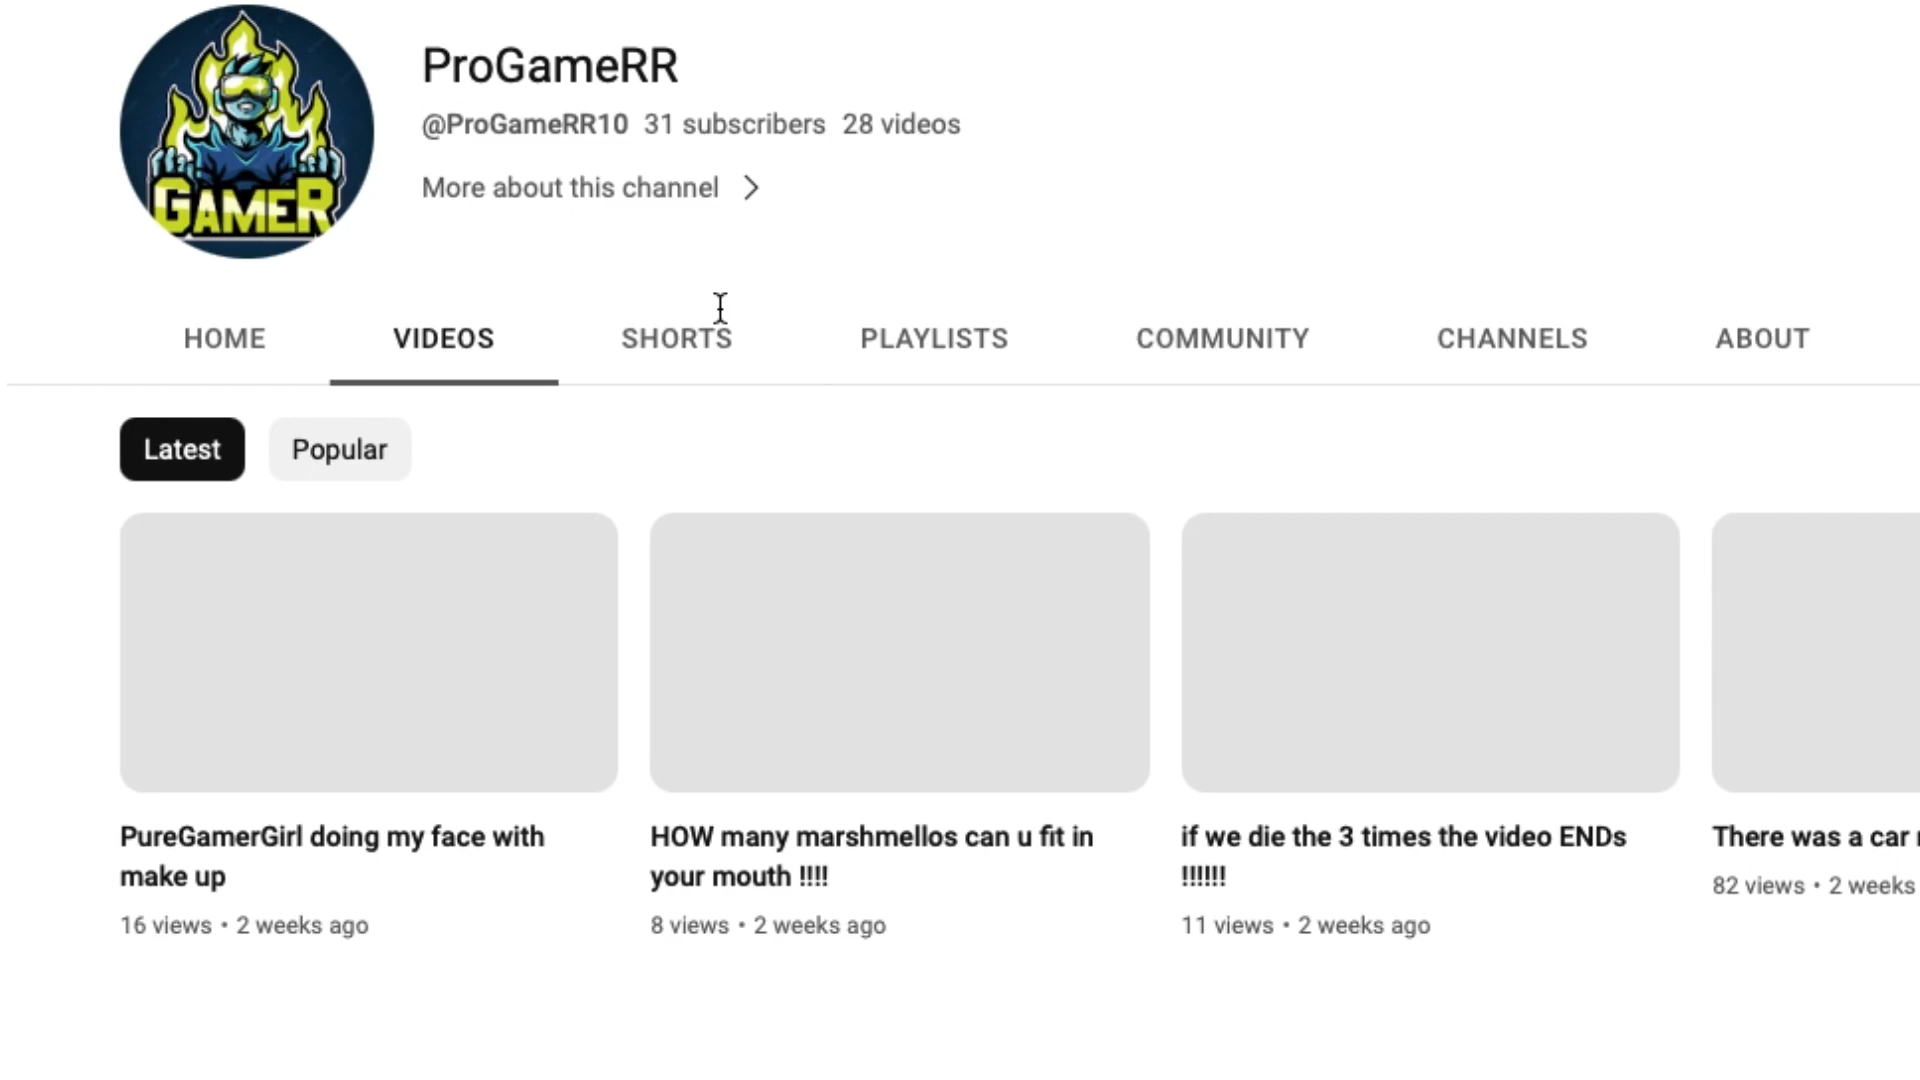 GAMER
ProGameRR
@ProGameRR10 31 subscribers 28 videos
More about this channel
HOME VIDEOS SHORTS PLAYLISTS COMMUNITY CHANNELS ABOUT
Latest Popular
PureGamerGirl doing my face with
make up
16 views • 2 weeks ago
HOW many marshmellos can u fit in
your mouth !!!!
8 views • 2 weeks ago
if we die the 3 times the video ENDs
!!!!!!
11 views • 2 weeks ago
There was a car
82 views • 2 weeks